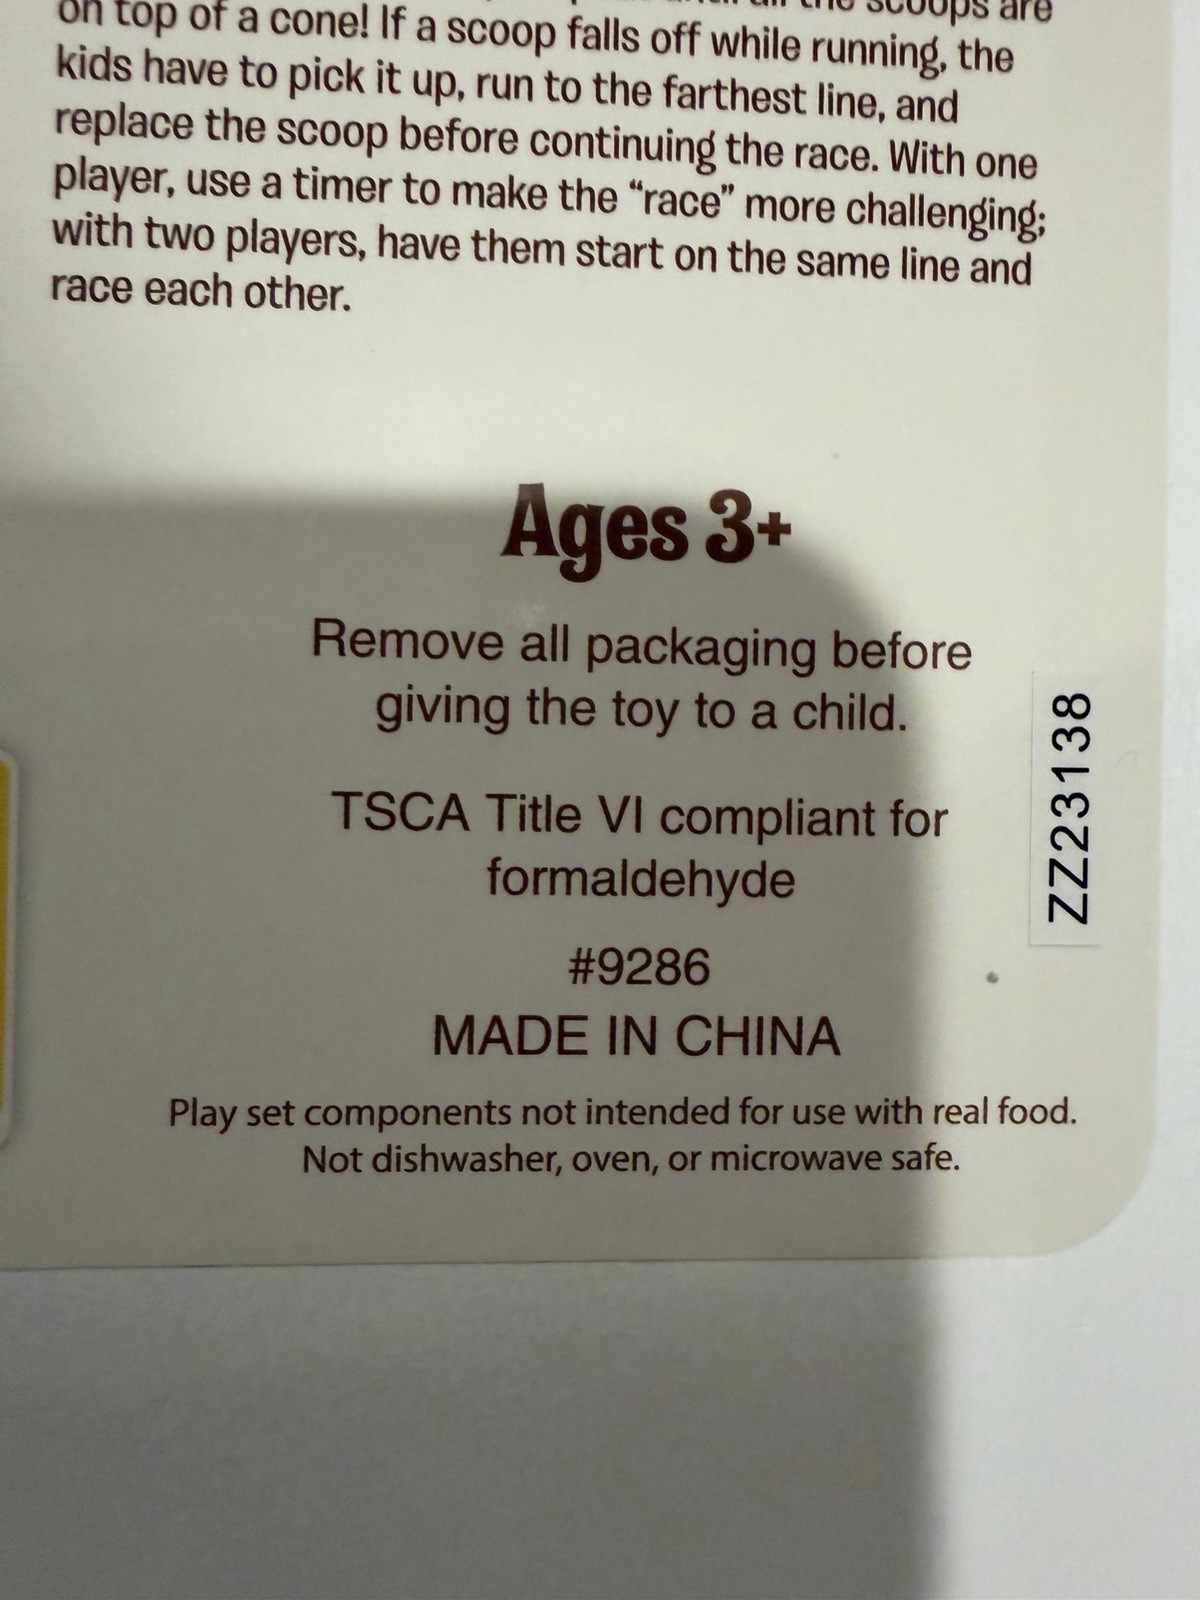 on top of a cone! If a scoop falls off while running, the
kids have to pick it up, run to the farthest line, and
replace the scoop before continuing the race. With one
player, use a timer to make the “race” more challenging;
with two players, have them start on the same line and
race each other.
Ages 3+
Remove all packaging before
giving the toy to a child.
TSCA Title VI compliant for
formaldehyde
#9286
MADE IN CHINA
Play set components not intended for use with real food.
Not dishwasher, oven, or microwave safe.
ZZ23138